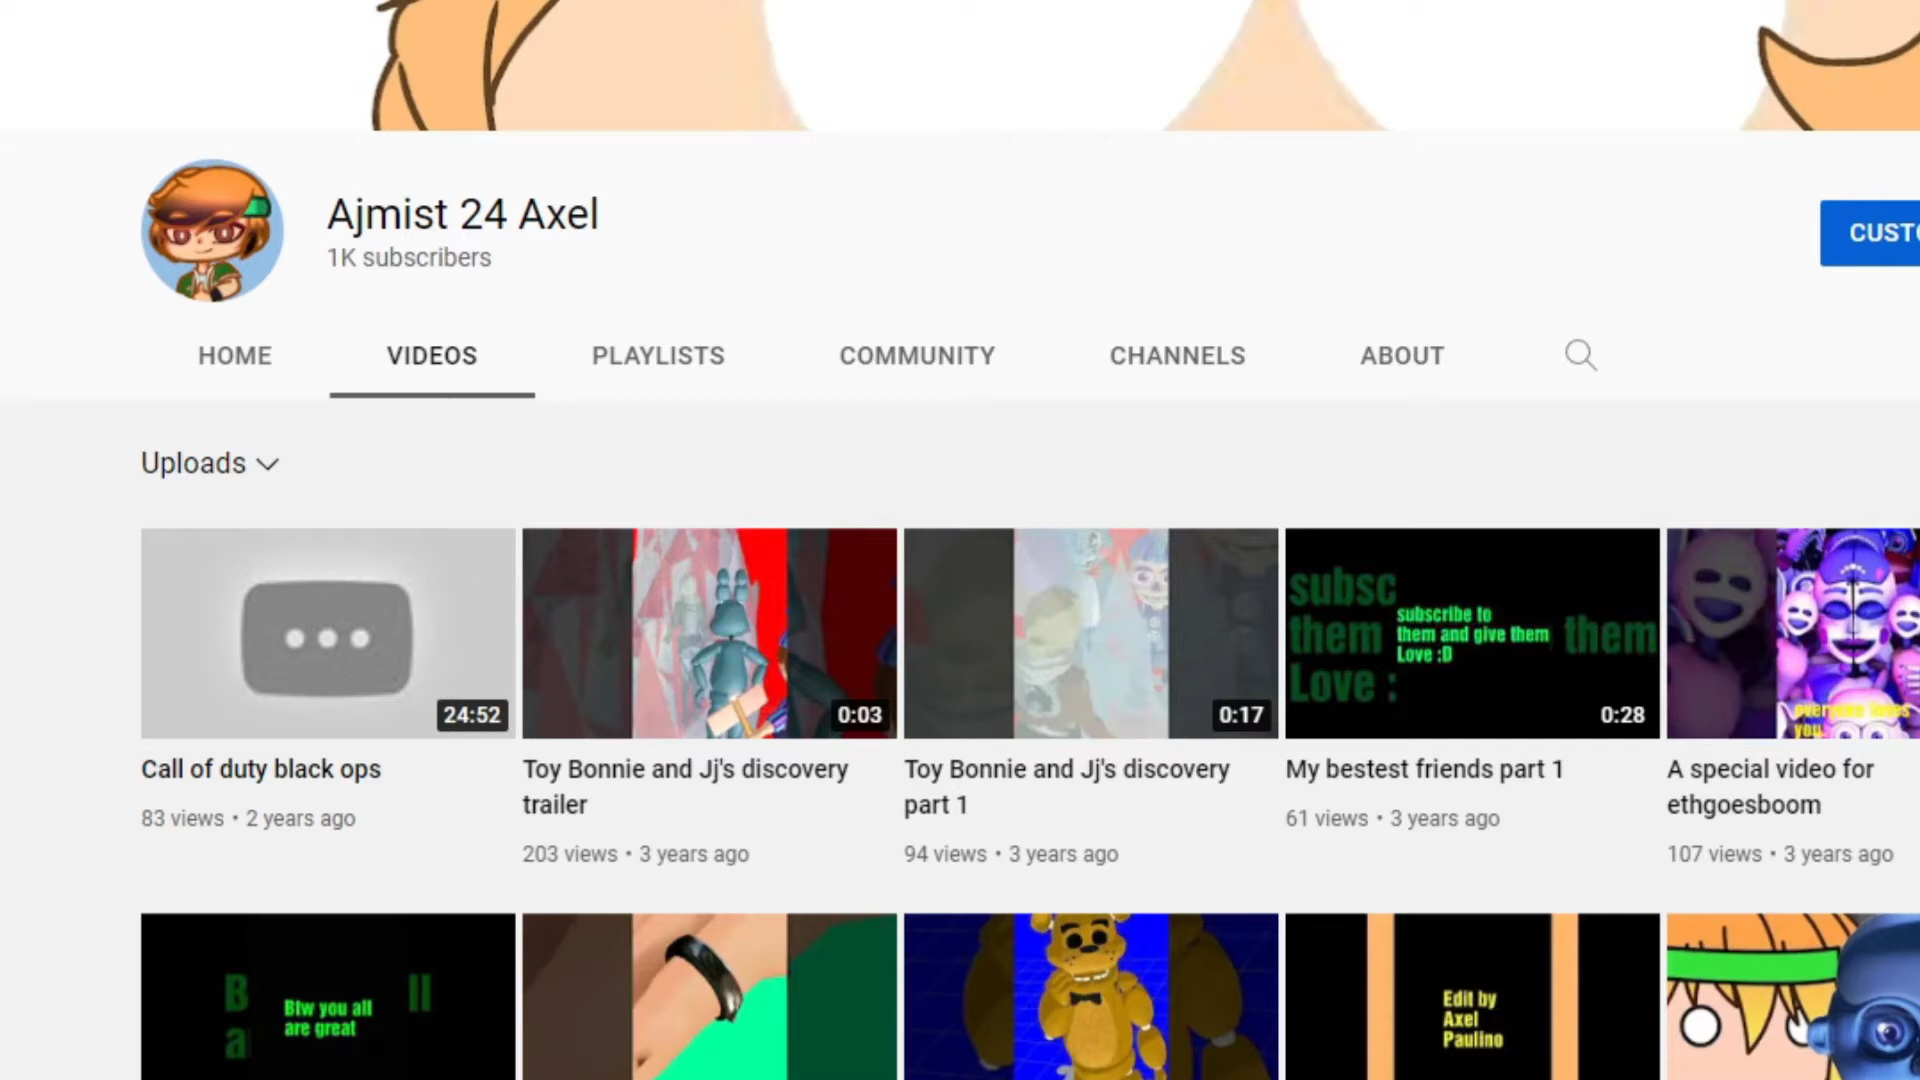 Ajmist 24 Axel
1K subscribers
CUSTO
HOME VIDEOS PLAYLISTS COMMUNITY CHANNELS ABOUT
Uploads
subsc
them
Love :
subscribe to
them and give them
Love :D
them
everyone loves
you.
24:52
0:03
0:17
0:28
Call of duty black ops
83 views • 2 years ago
Toy Bonnie and Jj's discovery
trailer
203 views • 3 years ago
Toy Bonnie and Jj's discovery
part 1
94 views • 3 years ago
My bestest friends part 1
61 views • 3 years ago
A special video for
ethgoesboom
107 views • 3 years ago
B
a
Btw you all
are great
ll
Edit by
Axel
Paulino